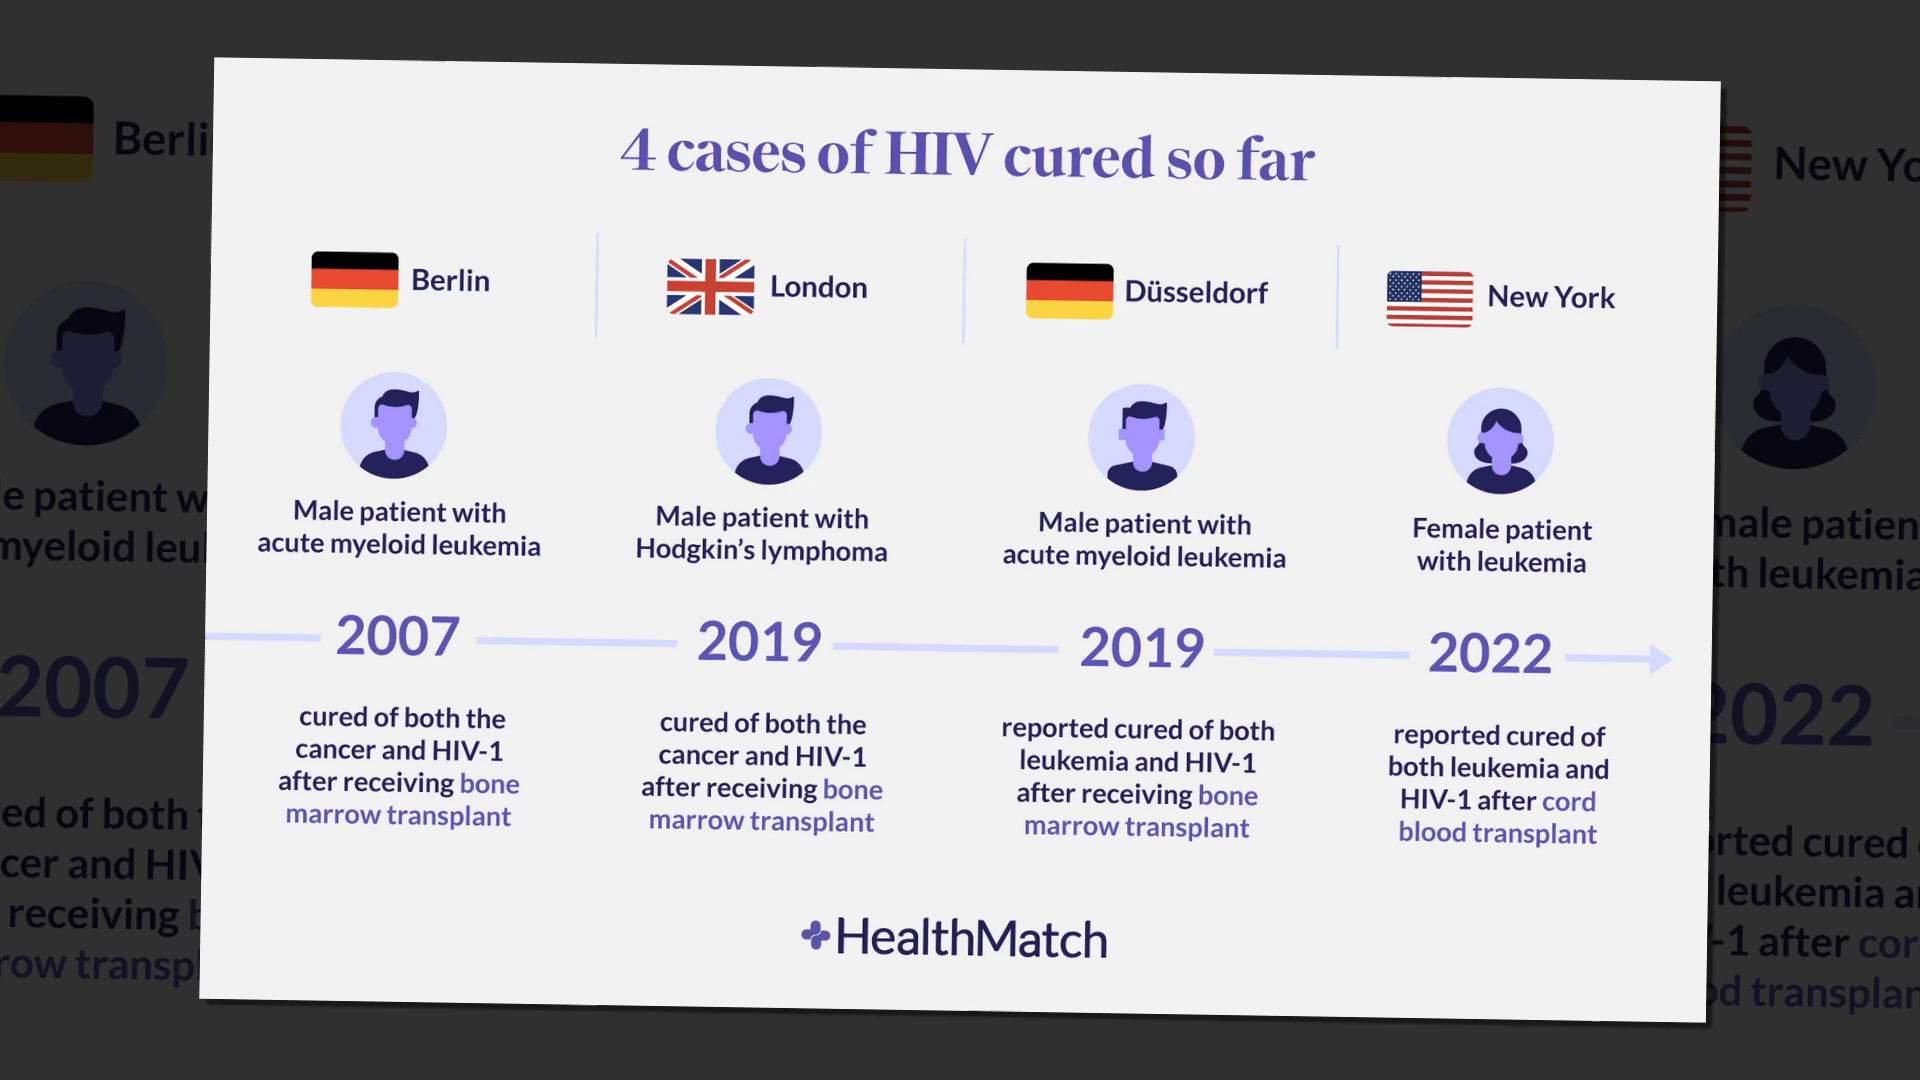 4 cases of HIV cured so far
Berlin
London
Düsseldorf
New York
Male patient with
acute myeloid leukemia
Male patient with
Hodgkin's lymphoma
Male patient with
acute myeloid leukemia
Female patient
with leukemia
2007
2019
2019
2022
cured of both the
cancer and HIV-1
after receiving bone
marrow transplant
cured of both the
cancer and HIV-1
after receiving bone
marrow transplant
reported cured of both
leukemia and HIV-1
after receiving bone
marrow transplant
reported cured of
both leukemia and
HIV-1 after cord
blood transplant
HealthMatch